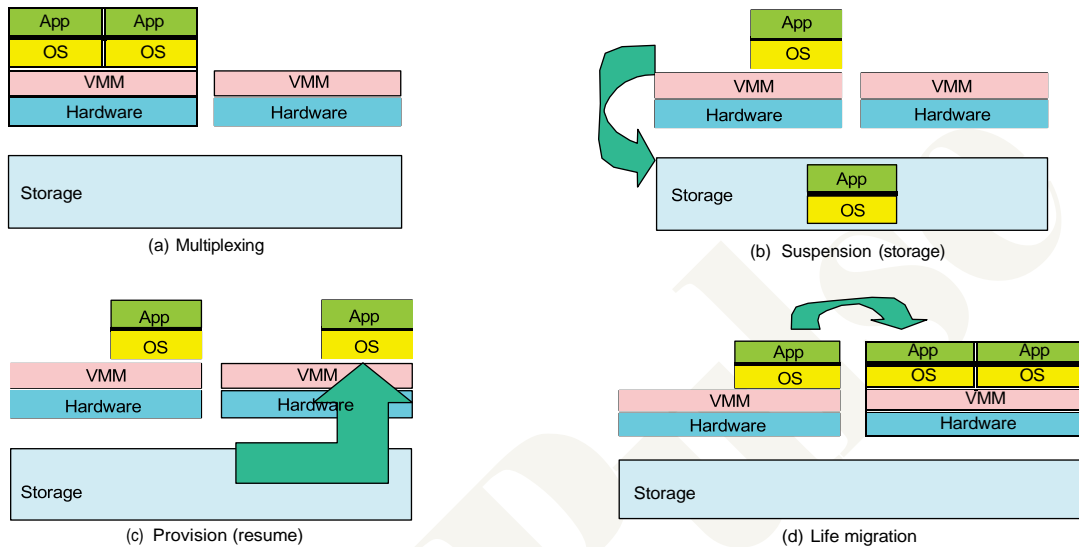 App App
OS OS
VMM VMM
Hardware Hardware
Storage
(a) Multiplexing
App
OS
VMM VMM
Hardware Hardware
Storage
App
OS
(b) Suspension (storage)
App App
OS OS
VMM VMM
Hardware Hardware
Storage
(c) Provision (resume)
App App App
OS OS OS
VMM VMM
Hardware Hardware
Storage
(d) Life migration